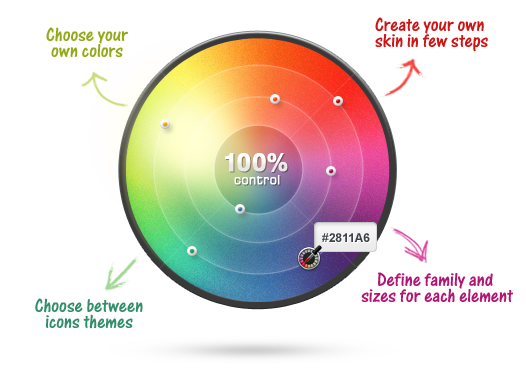 Choose your
own colors
Create your own
skin in few steps
100%
control
#2811A6
Choose between
icons themes
Define family and
sizes for each element